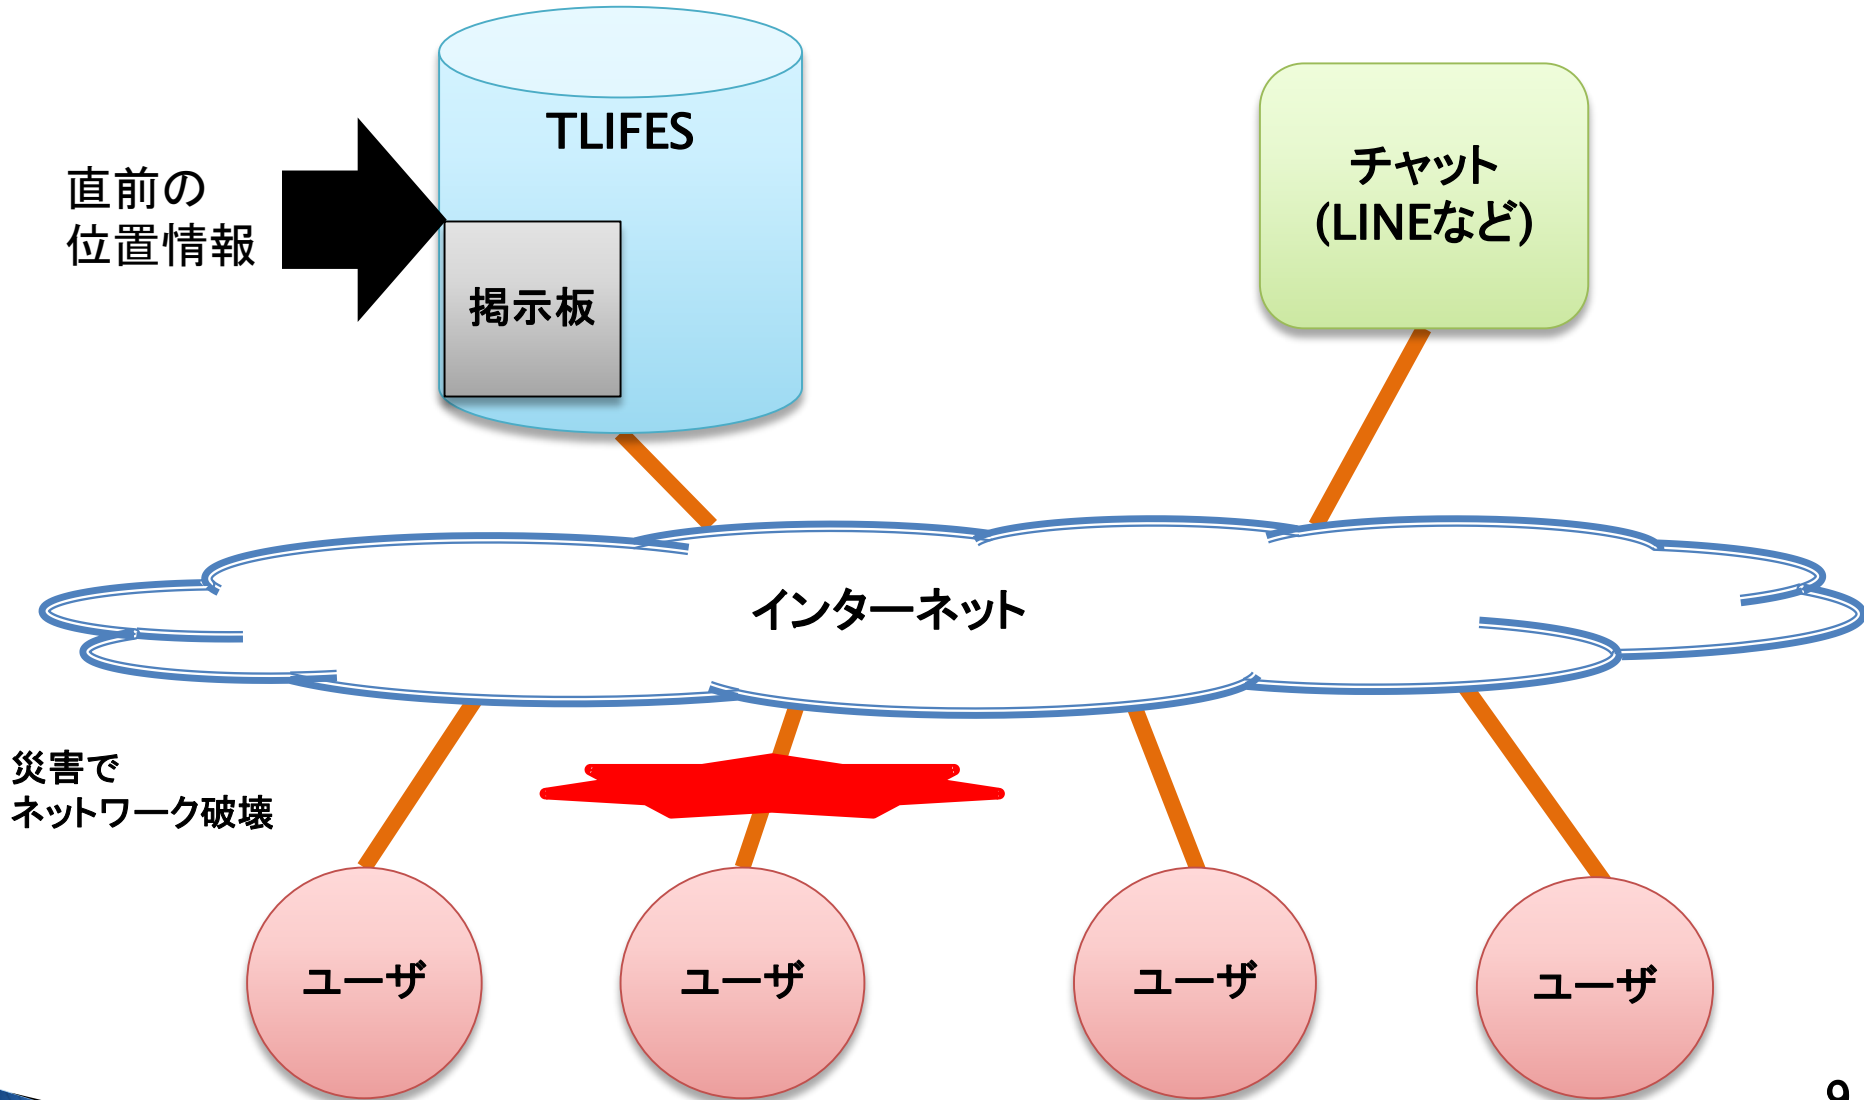 TLIFES
直前の
位置情報
掲示板
チャット
(LINEなど)
インターネット
災害で
ネットワーク破壊
ユーザ
ユーザ
ユーザ
ユーザ
9